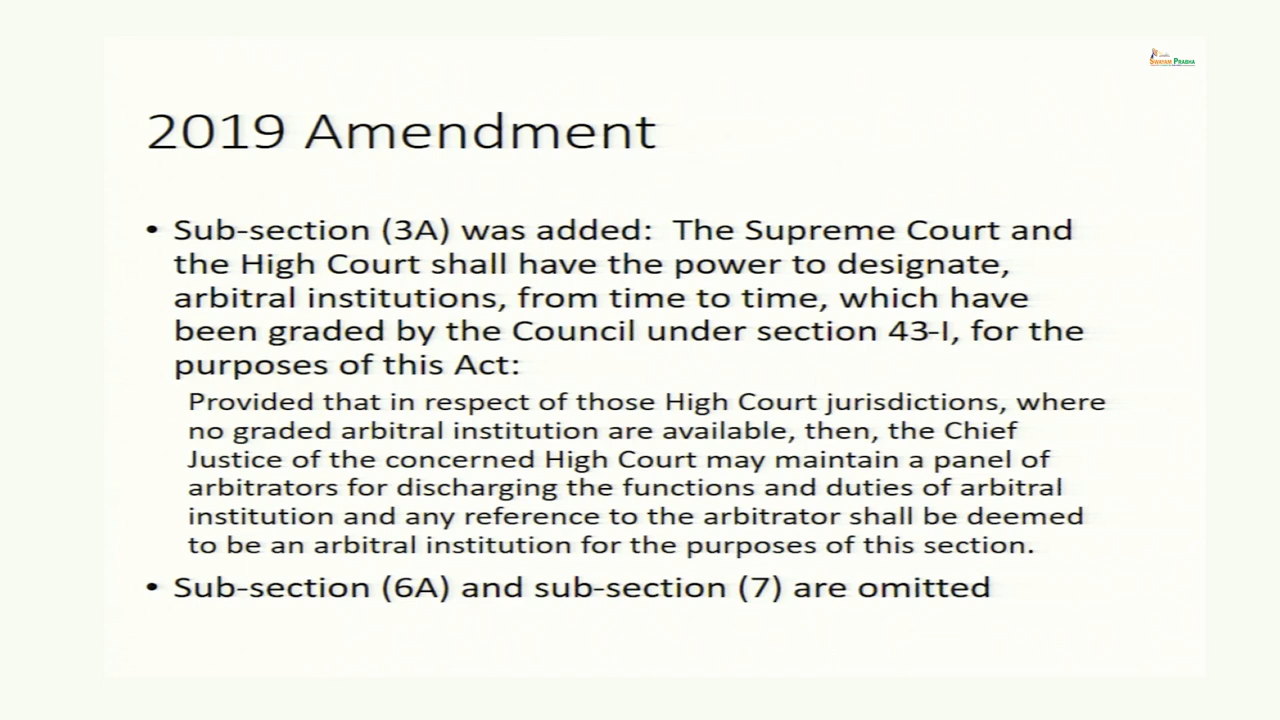 SWAYAM PRABHA
2019 Amendment
• Sub-section (3A) was added: The Supreme Court and
the High Court shall have the power to designate,
arbitral institutions, from time to time, which have
been graded by the Council under section 43-I, for the
purposes of this Act:
Provided that in respect of those High Court jurisdictions, where
no graded arbitral institution are available, then, the Chief
Justice of the concerned High Court may maintain a panel of
arbitrators for discharging the functions and duties of arbitral
institution and any reference to the arbitrator shall be deemed
to be an arbitral institution for the purposes of this section.
• Sub-section (6A) and sub-section (7) are omitted